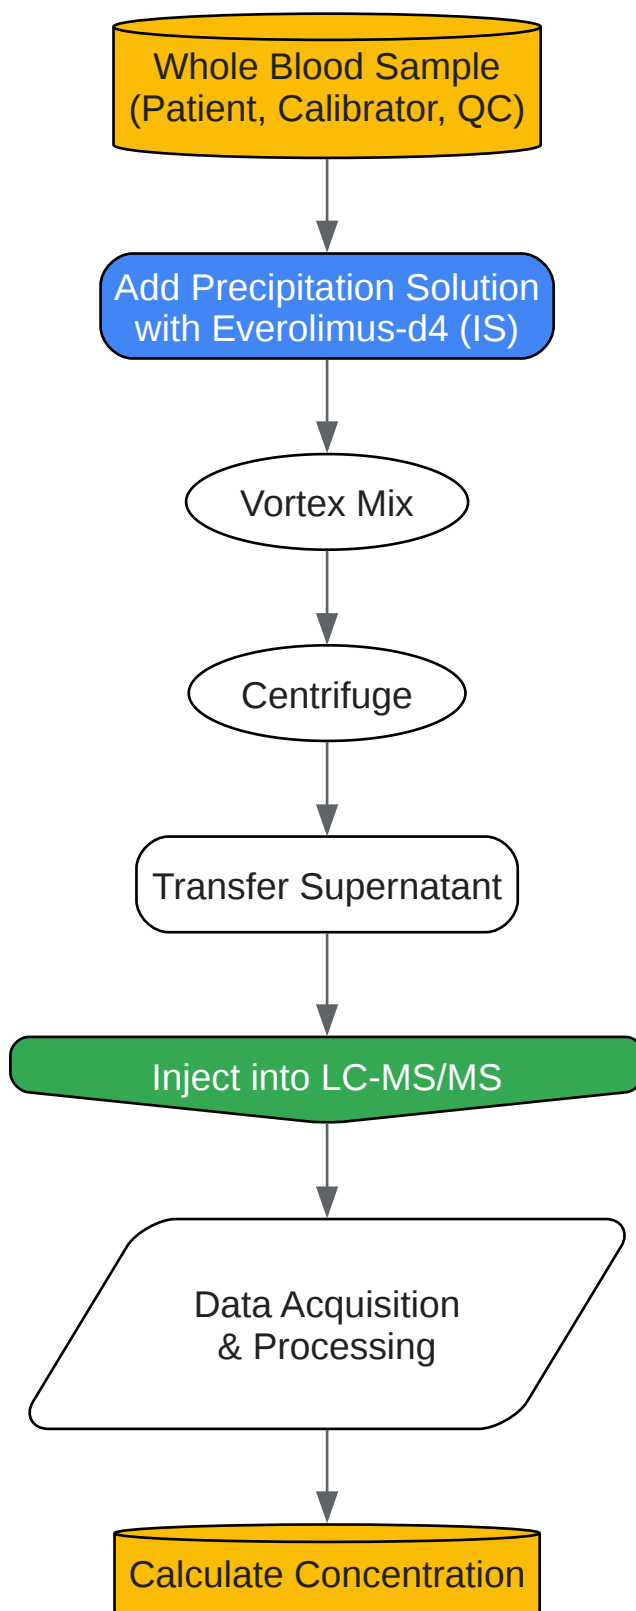 Whole Blood Sample
(Patient, Calibrator, QC)
Add Precipitation Solution
with Everolimus-d4 (IS)
Vortex Mix
Centrifuge
Transfer Supernatant
Inject into LC-MS/MS
Data Acquisition
& Processing
Calculate Concentration